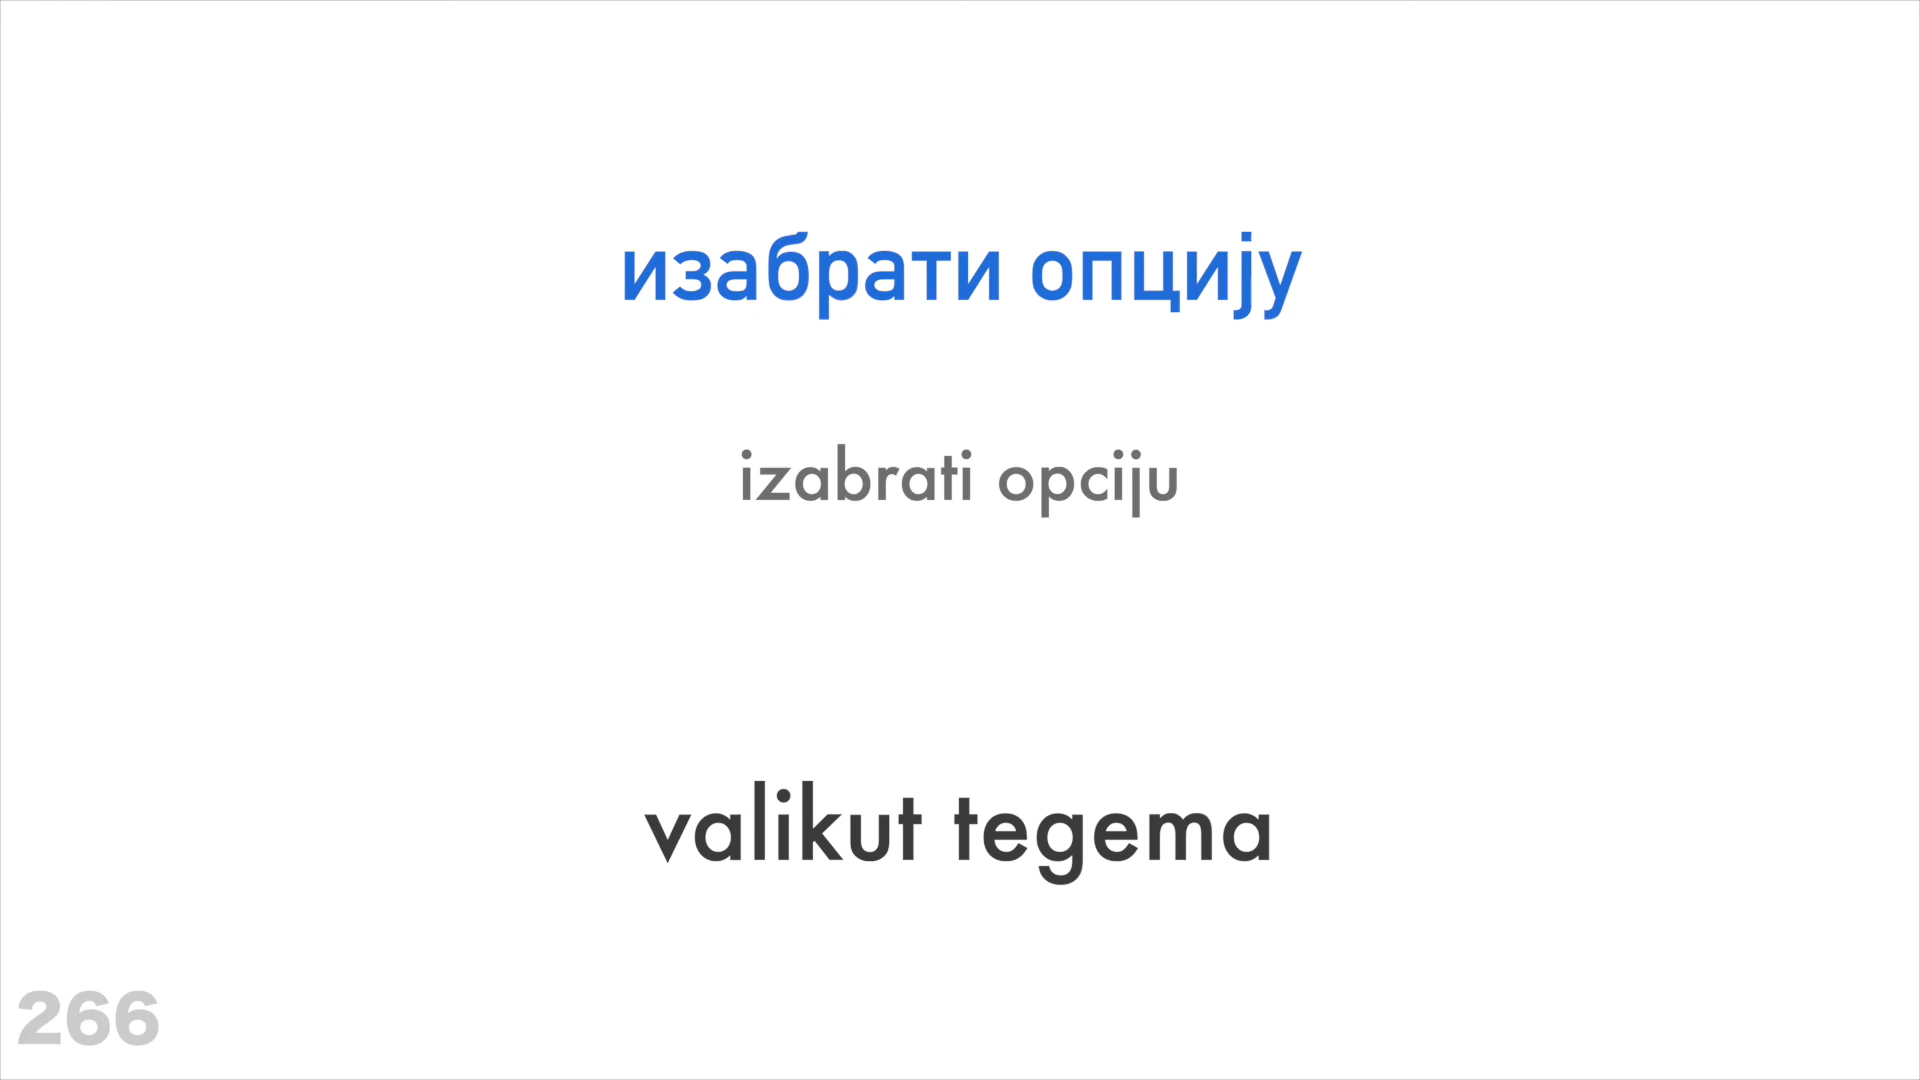 изабрати опцију
izabrati opciju
valikut tegema
266